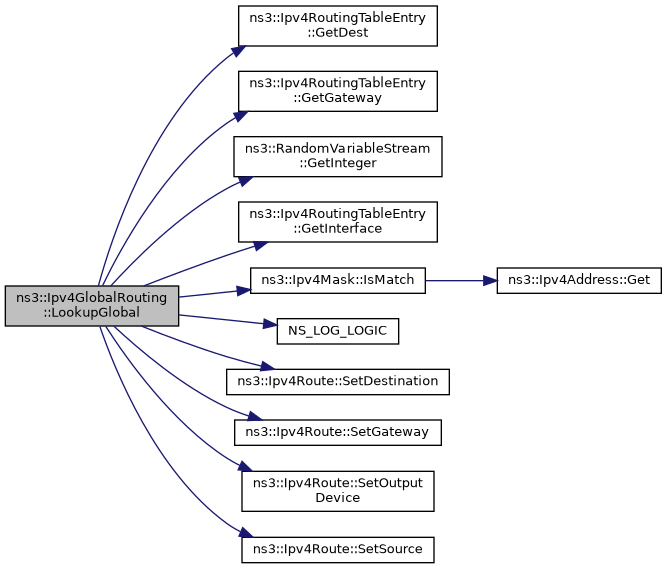 ns3::Ipv4RoutingTableEntry
::GetDest
ns3::Ipv4RoutingTableEntry
::GetGateway
ns3::RandomVariableStream
::GetInteger
ns3::Ipv4RoutingTableEntry
::GetInterface
ns3::Ipv4Mask::IsMatch
ns3::Ipv4Address::Get
ns3::Ipv4GlobalRouting
::LookupGlobal
NS_LOG_LOGIC
ns3::Ipv4Route::SetDestination
ns3::Ipv4Route::SetGateway
ns3::Ipv4Route::SetOutput
Device
ns3::Ipv4Route::SetSource